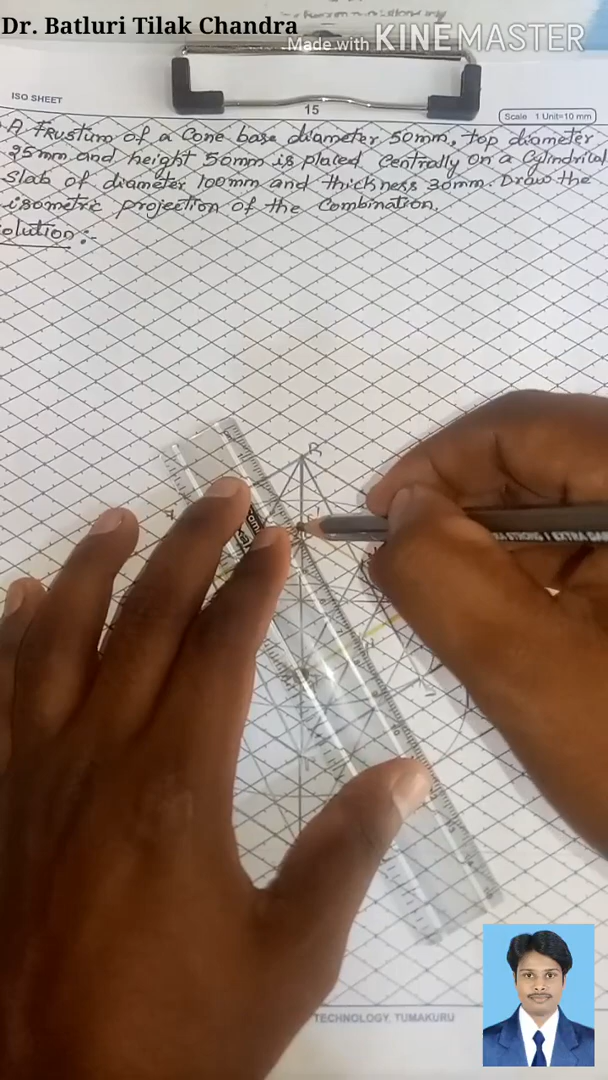 Dr. Batluri Tilak Chandra
Made with KINEMASTER
ISO SHEET
15
Scale 1 Unit=10 mm
A Frustum of a Cone base diameter 50mm, top diameter
25mm and height 50mm is placed Centrally on a Cylindrical
Slab of diameter 100mm and thickness 30mm. Draw the
isometric projection of the Combination.
olution :-
TECHNOLOGY, TUMAKURU